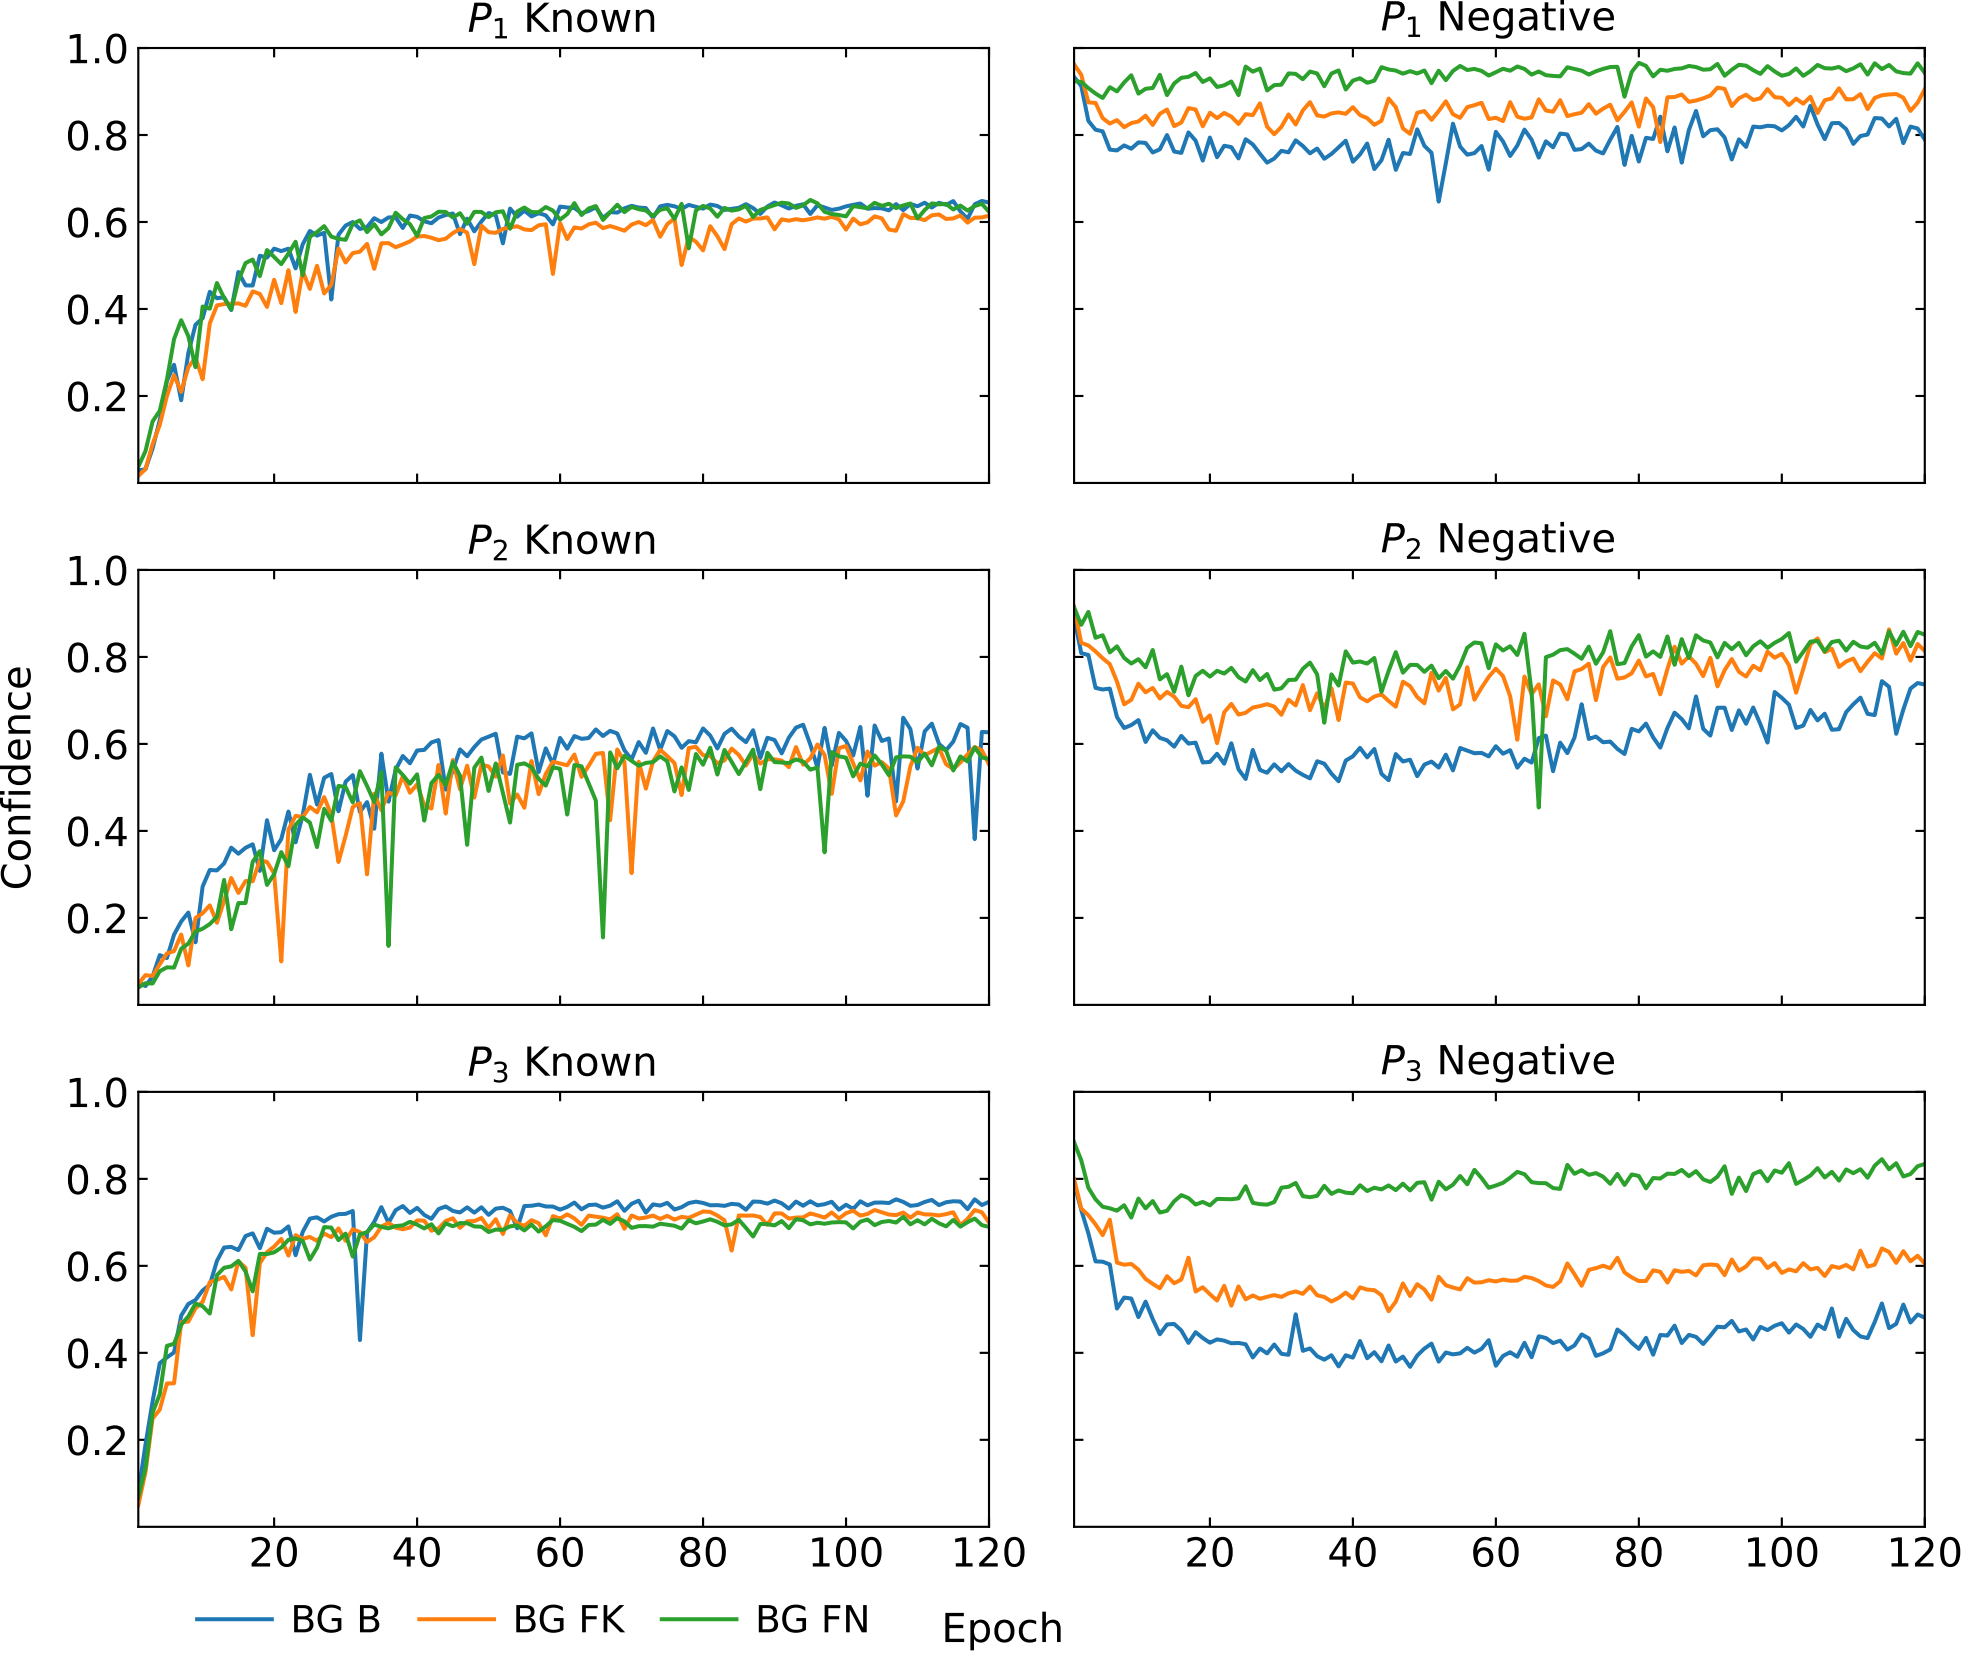 P1 Known
P1 Negative
1.0
0.8
0.6
0.4
0.2
P2 Known
P2 Negative
1.0
0.8
0.6
0.4
0.2
Confidence
P3 Known
P3 Negative
1.0
0.8
0.6
0.4
0.2
20 40 60 80 100 120
20 40 60 80 100 120
BG B BG FK BG FN
Epoch